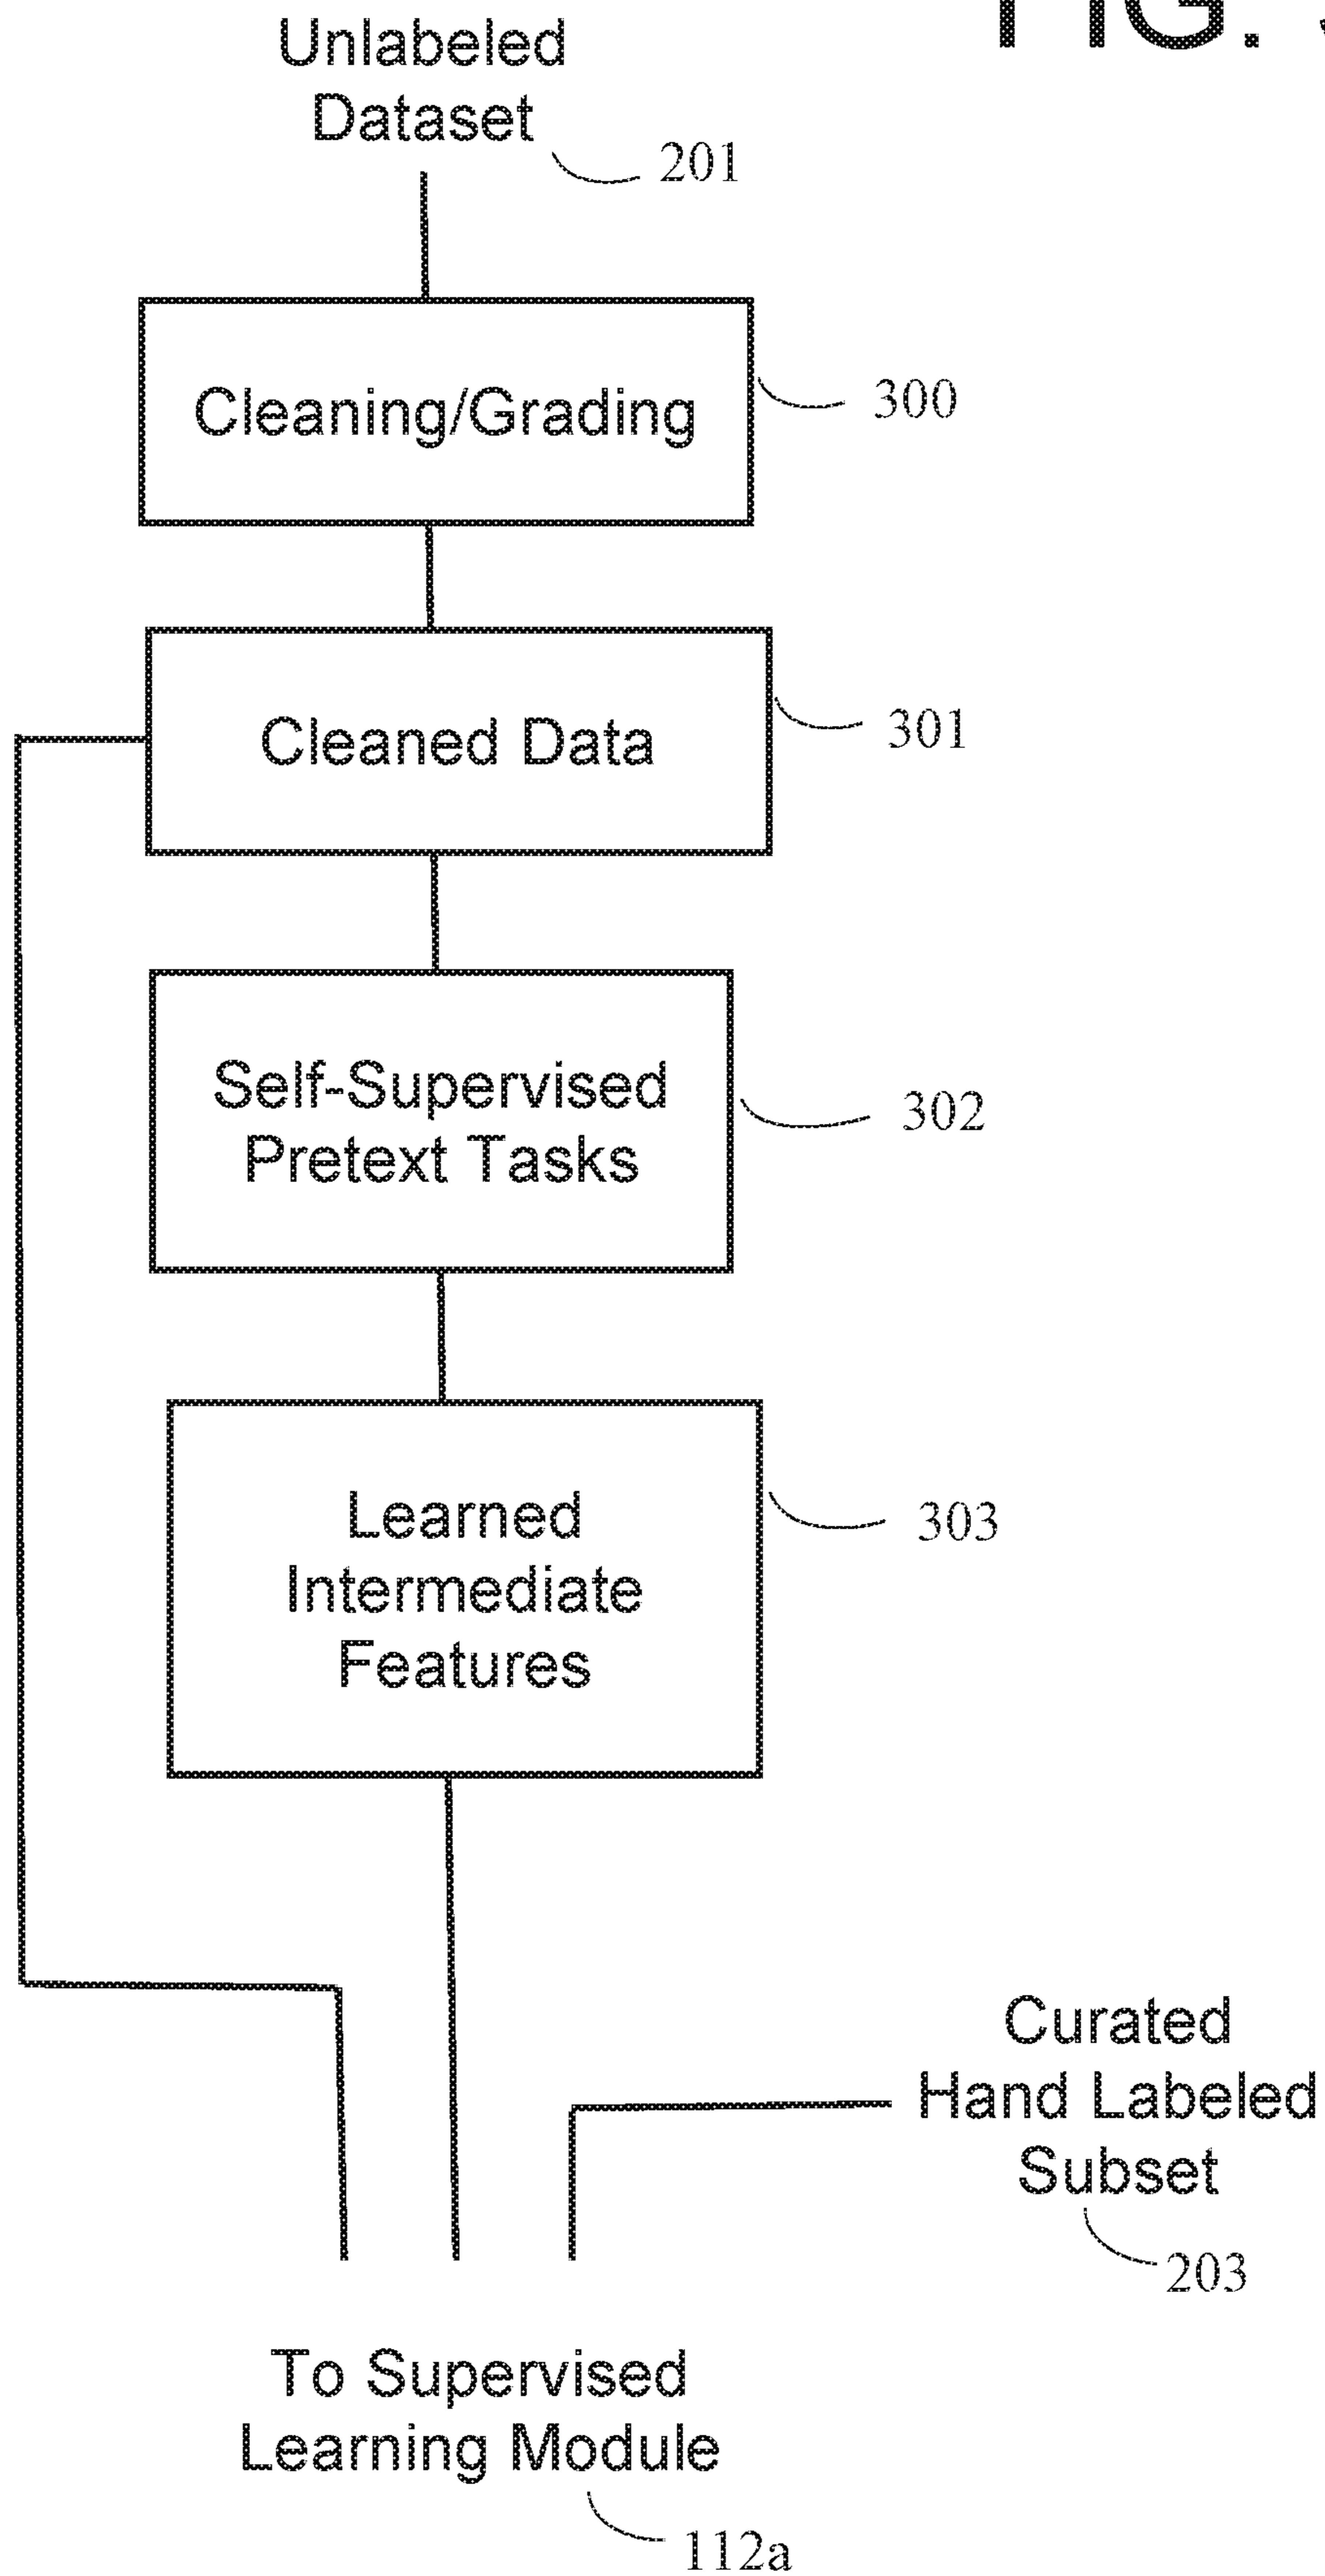 FIG.
Unlabeled
Dataset
201
Cleaning/Grading
300
Cleaned Data
301
Self-Supervised
Pretext Tasks
302
Learned
Intermediate
Features
303
Curated
Hand Labeled
Subset
203
To Supervised
Learning Module
112a